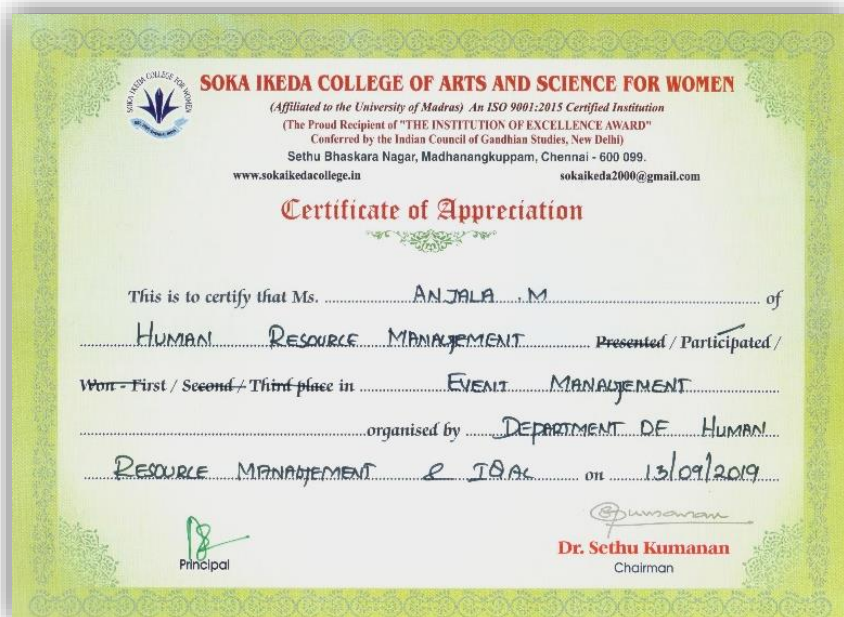 SOKA IKEDA COLLEGE OF ARTS AND SCIENCE FOR WOMEN
(Affiliated to the University of Madras) An ISO 9001:2015 Certified Institution
(The Proud Recipient of "THE INSTITUTION OF EXCELLENCE AWARD"
Conferred by the Indian Council of Gandhian Studies, New Delhi)
Sethu Bhaskara Nagar, Madhanangkuppam, Chennai - 600 099.
www.sokaikedacollege.in sokaikeda2000@gmail.com
Certificate of Appreciation
This is to certify that Ms. ANJALA . M of
HUMAN RESOURCE MANAGEMENT Presented / Participated /
Won - First / Second / Third place in EVENT MANAGEMENT
organised by DEPARTMENT OF HUMAN
RESOURCE MANAGEMENT & IQAC on 13/09/2019
Principal
Dr. Sethu Kumanan
Chairman